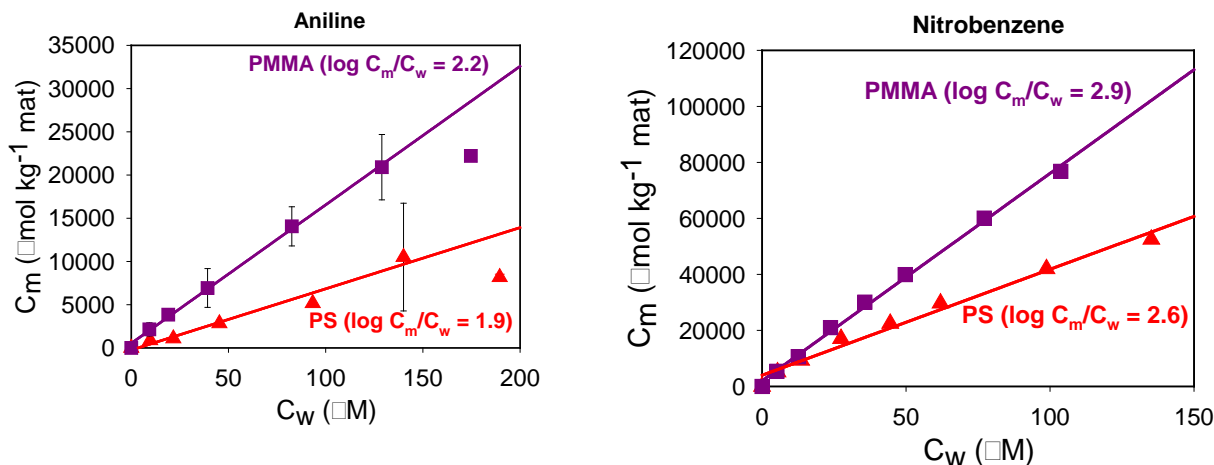 Aniline
35000
30000
25000
20000
15000
10000
5000
0
0 50 100 150 200
Cm (□mol kg-1 mat)
CW (□M)
PMMA (log Cm/Cw = 2.2)
PS (log Cm/Cw = 1.9)
Nitrobenzene
120000
100000
80000
60000
40000
20000
0
0 50 100 150
Cm (□mol kg-1 mat)
Cw (□M)
PMMA (log Cm/Cw = 2.9)
PS (log Cm/Cw = 2.6)